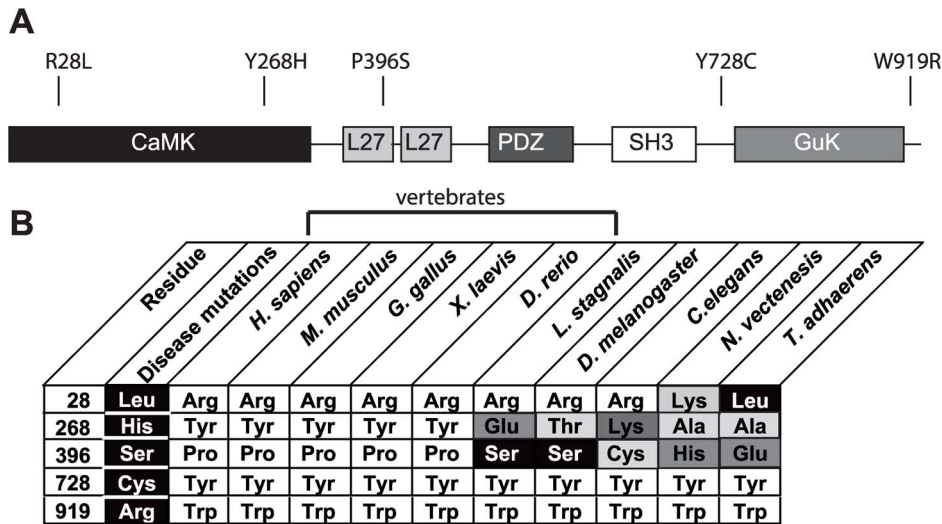 A
R28L Y268H P396S Y728C W919R
CaMK L27 L27 PDZ SH3 GuK
vertebrates
B
Residue Disease mutations H. sapiens M. musculus G. gallus X. laevis D. rerio L. stagnalis D. melanogaster C.elegans N. vectenesis T. adhaerens
28 Leu Arg Arg Arg Arg Arg Arg Arg Arg Lys Leu
268 His Tyr Tyr Tyr Tyr Tyr Glu Thr Lys Ala Ala
396 Ser Pro Pro Pro Pro Pro Ser Ser Cys His Glu
728 Cys Tyr Tyr Tyr Tyr Tyr Tyr Tyr Tyr Tyr Tyr
919 Arg Trp Trp Trp Trp Trp Trp Trp Trp Trp Trp